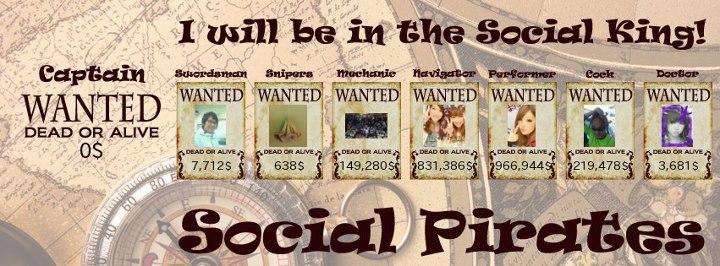 I will be in the Social King!
Captain
WANTED
DEAD OR ALIVE
0$
Swordsman
WANTED
DEAD OR ALIVE
7,712$
Snipers
WANTED
DEAD OR ALIVE
638$
Mechanic
WANTED
DEAD OR ALIVE
149,280$
Navigator
WANTED
DEAD OR ALIVE
831,386$
Performer
WANTED
DEAD OR ALIVE
966,944$
Cock
WANTED
DEAD OR ALIVE
219,478$
Doctor
WANTED
DEAD OR ALIVE
3,681$
Social Pirates